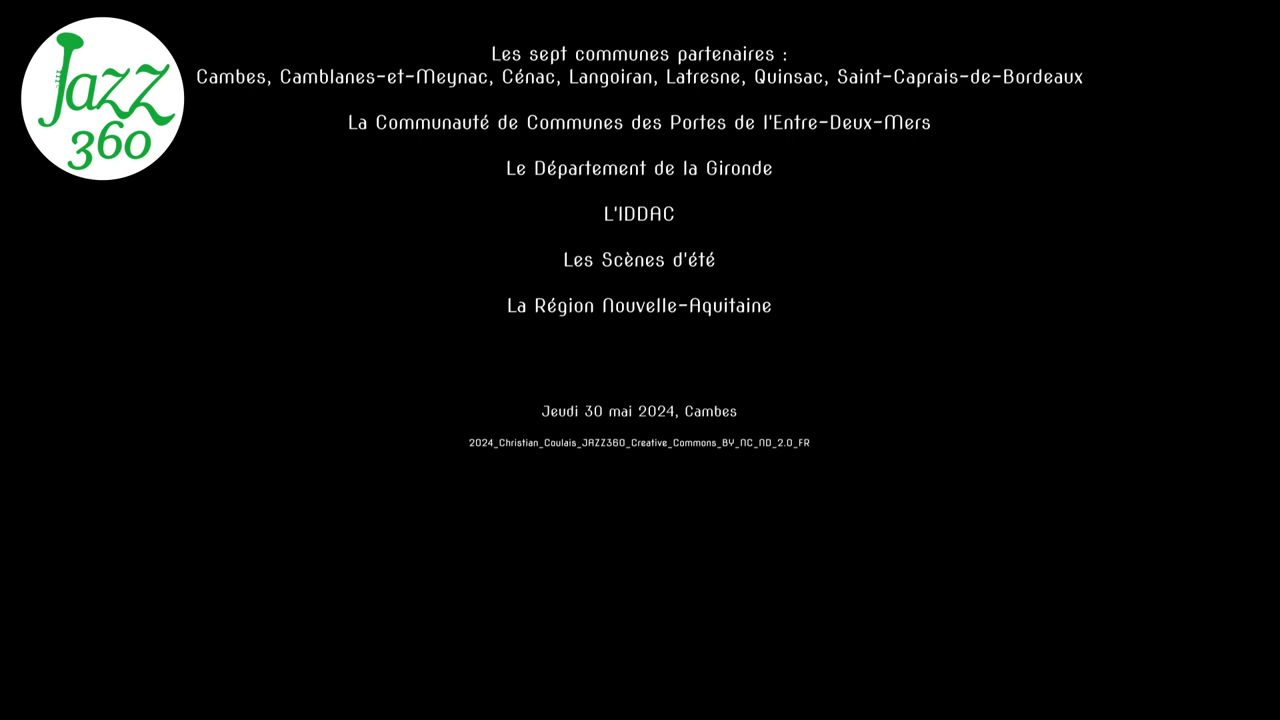 Jazz
360
Les sept communes partenaires :
Cambes, Camblanes-et-Meynac, Cénac, Langoiran, Latresne, Quinsac, Saint-Caprais-de-Bordeaux
La Communauté de Communes des Portes de l'Entre-Deux-Mers
Le Département de la Gironde
L'IDDAC
Les Scènes d'été
La Région Nouvelle-Aquitaine
Jeudi 30 mai 2024, Cambes
2024_Christian_Coulais_JAZZ360_Creative_Commons_BY_NC_ND_2.0_FR